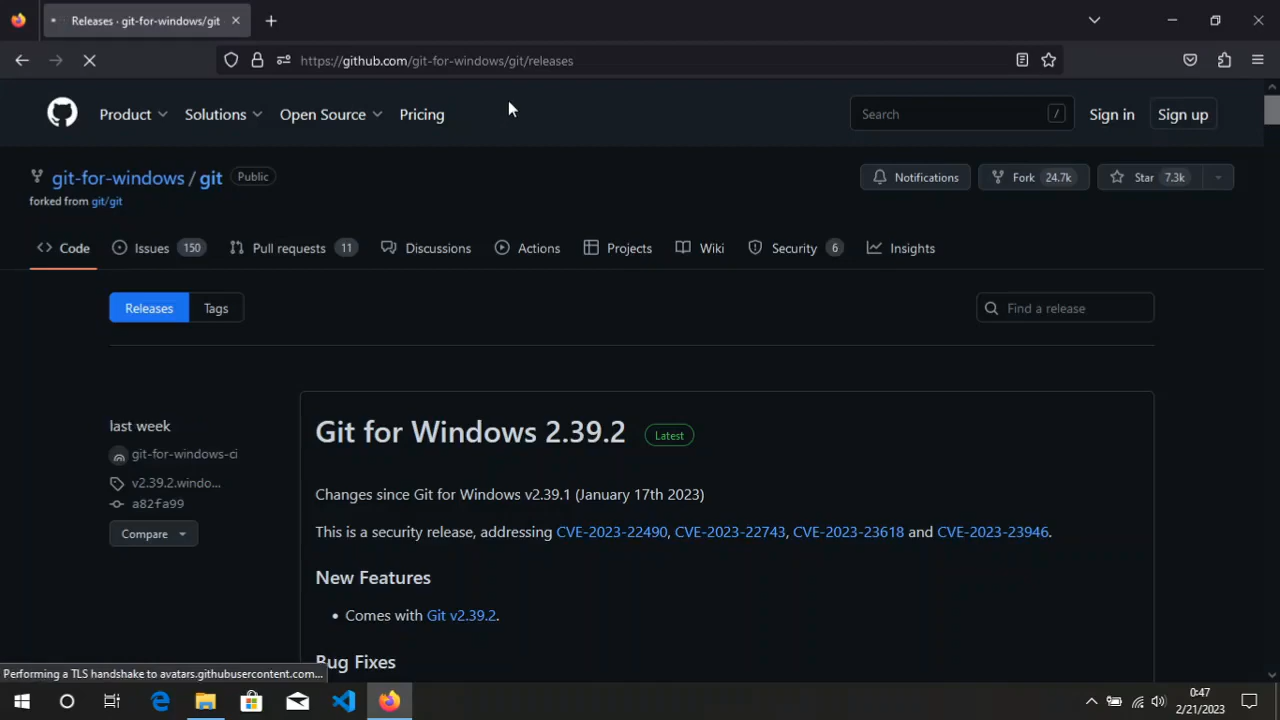 Releases · git-for-windows/git
https://github.com/git-for-windows/git/releases
Product Solutions Open Source Pricing Search / Sign in Sign up
git-for-windows / git Public Notifications Fork 24.7k Star 7.3k
forked from git/git
Code Issues 150 Pull requests 11 Discussions Actions Projects Wiki Security 6 Insights
Releases Tags Find a release
last week
git-for-windows-ci
v2.39.2.windo...
a82fa99
Compare
Git for Windows 2.39.2 Latest
Changes since Git for Windows v2.39.1 (January 17th 2023)
This is a security release, addressing CVE-2023-22490, CVE-2023-22743, CVE-2023-23618 and CVE-2023-23946.
New Features
• Comes with Git v2.39.2.
Bug Fixes
Performing a TLS handshake to avatars.githubusercontent.com...
0:47
2/21/2023